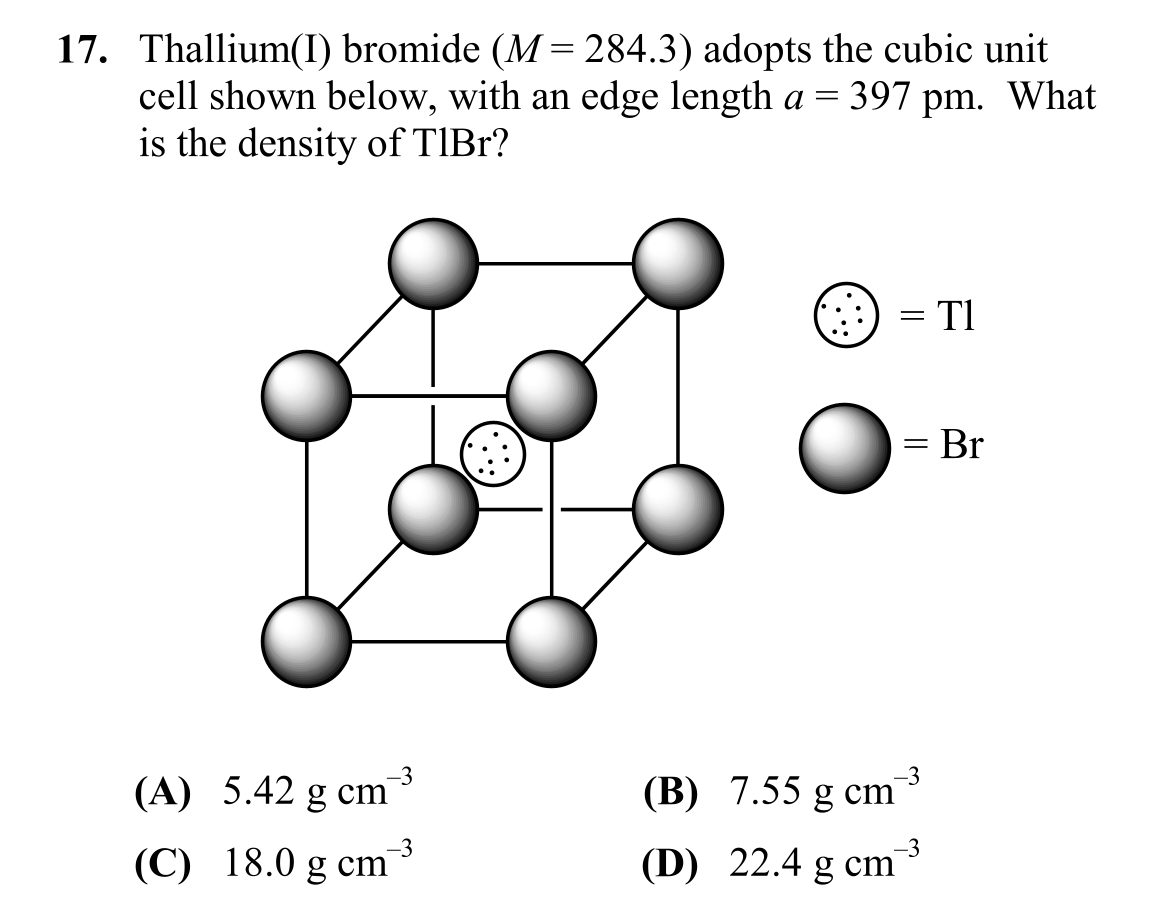 17. Thallium(I) bromide (M = 284.3) adopts the cubic unit
cell shown below, with an edge length a = 397 pm. What
is the density of TlBr?
= Tl
= Br
(A) 5.42 g cm⁻³ (B) 7.55 g cm⁻³
(C) 18.0 g cm⁻³ (D) 22.4 g cm⁻³